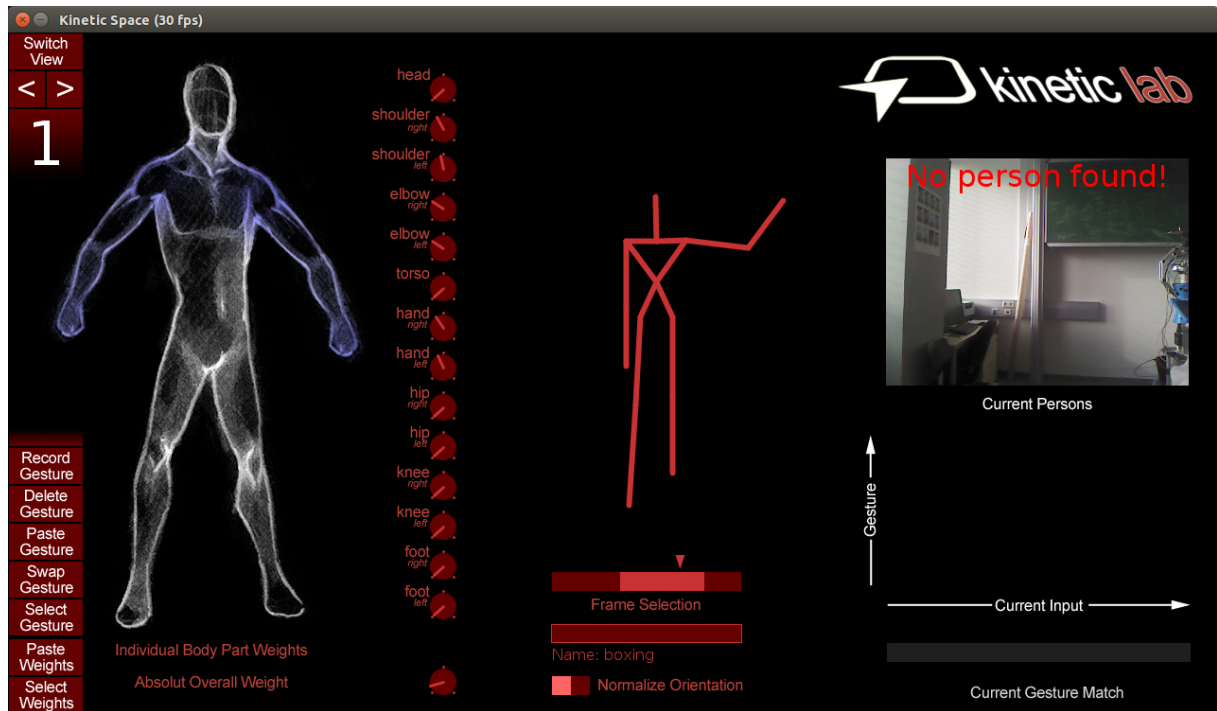 Kinetic Space (30 fps)
Switch
View
< >
1
Record
Gesture
Delete
Gesture
Paste
Gesture
Swap
Gesture
Select
Gesture
Paste
Weights
Select
Weights
head
shoulder
right
shoulder
left
elbow
right
elbow
left
torso
hand
right
hand
left
hip
right
hip
left
knee
right
knee
left
foot
right
foot
left
Individual Body Part Weights
Absolut Overall Weight
Frame Selection
Name: boxing
Normalize Orientation
kinetic lab
No person found!
Current Persons
Gesture
Current Input
Current Gesture Match